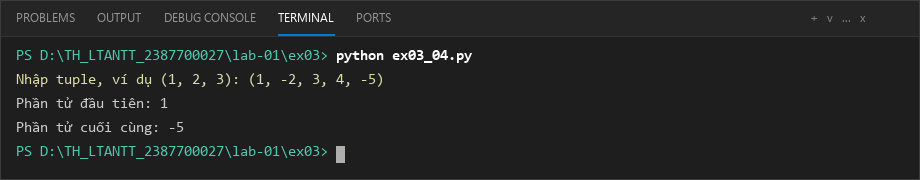 PROBLEMS OUTPUT DEBUG CONSOLE TERMINAL PORTS + v … x
PS D:\TH_LTANTT_2387700027\lab-01\ex03> python ex03_04.py
Nhập tuple, ví dụ (1, 2, 3): (1, -2, 3, 4, -5)
Phần tử đầu tiên: 1
Phần tử cuối cùng: -5
PS D:\TH_LTANTT_2387700027\lab-01\ex03>